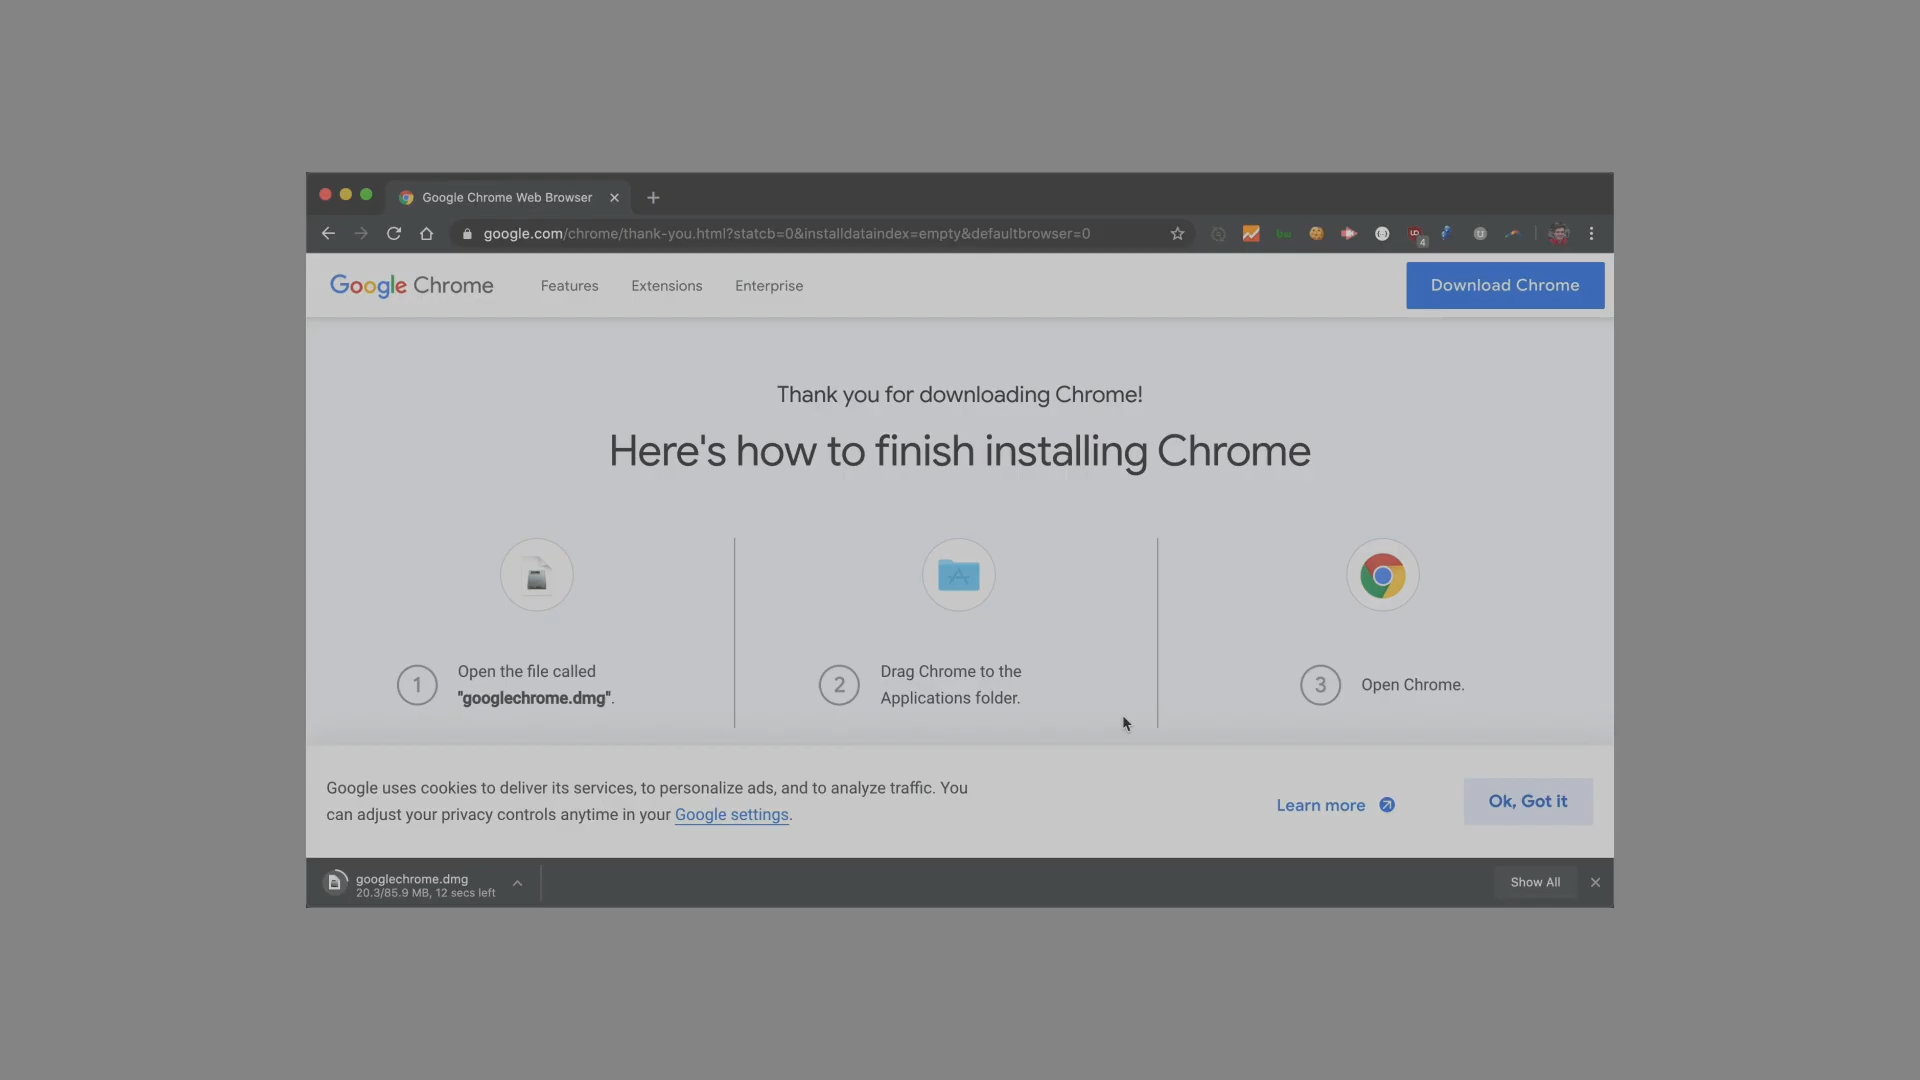 Google Chrome Web Browser
google.com/chrome/thank-you.html?statcb=0&installdataindex=empty&defaultbrowser=0
4
Google Chrome
Features
Extensions
Enterprise
Download Chrome
Thank you for downloading Chrome!
Here's how to finish installing Chrome
1
Open the file called
"googlechrome.dmg".
2
Drag Chrome to the
Applications folder.
3
Open Chrome.
Google uses cookies to deliver its services, to personalize ads, and to analyze traffic. You
can adjust your privacy controls anytime in your Google settings.
Learn more
Ok, Got it
googlechrome.dmg
20.3/85.9 MB, 12 secs left
Show All